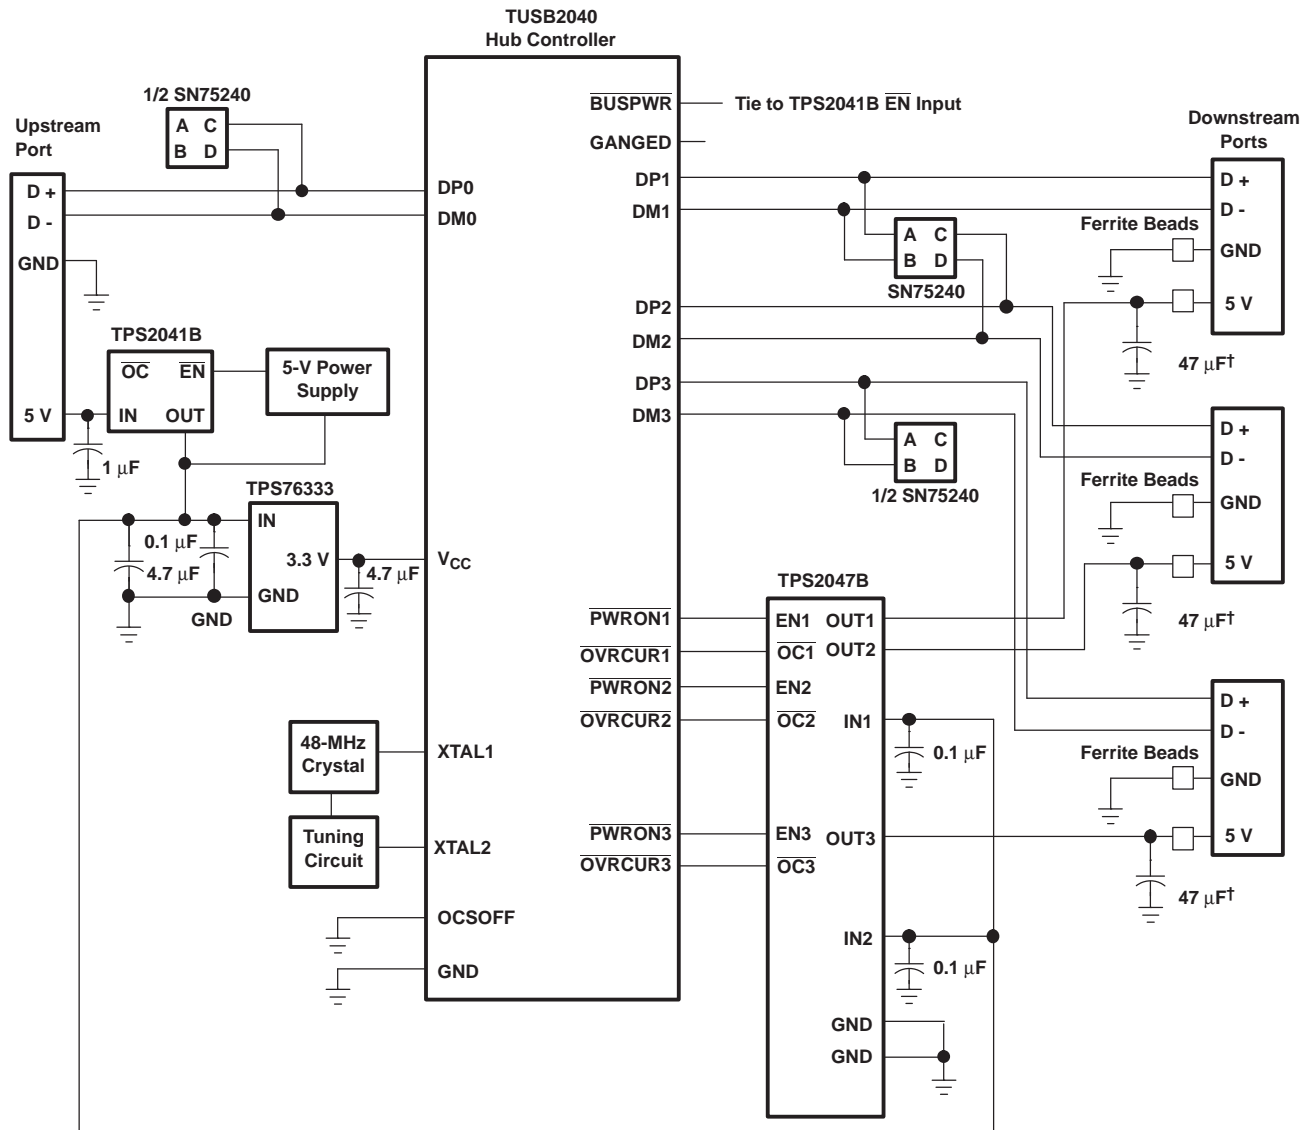 TUSB2040
Hub Controller
1/2 SN75240
A C
B D
Upstream
Port
D +
D -
GND
5 V
DP0
DM0
BUSPWR
Tie to TPS2041B EN Input
GANGED
DP1
DM1
DP2
DM2
DP3
DM3
A C
B D
SN75240
A C
B D
1/2 SN75240
Downstream
Ports
D +
D -
Ferrite Beads
GND
5 V
47 µF†
D +
D -
Ferrite Beads
GND
5 V
47 µF†
D +
D -
Ferrite Beads
GND
5 V
47 µF†
TPS2041B
OC EN
IN OUT
5-V Power
Supply
1 µF
TPS76333
IN
3.3 V
GND
0.1 µF
4.7 µF
GND
4.7 µF
VCC
TPS2047B
PWRON1
EN1 OUT1
OVRCUR1
OC1 OUT2
PWRON2
EN2
OVRCUR2
OC2
IN1
0.1 µF
48-MHz
Crystal
XTAL1
Tuning
Circuit
XTAL2
PWRON3
EN3 OUT3
OVRCUR3
OC3
OCSOFF
GND
IN2
0.1 µF
GND
GND